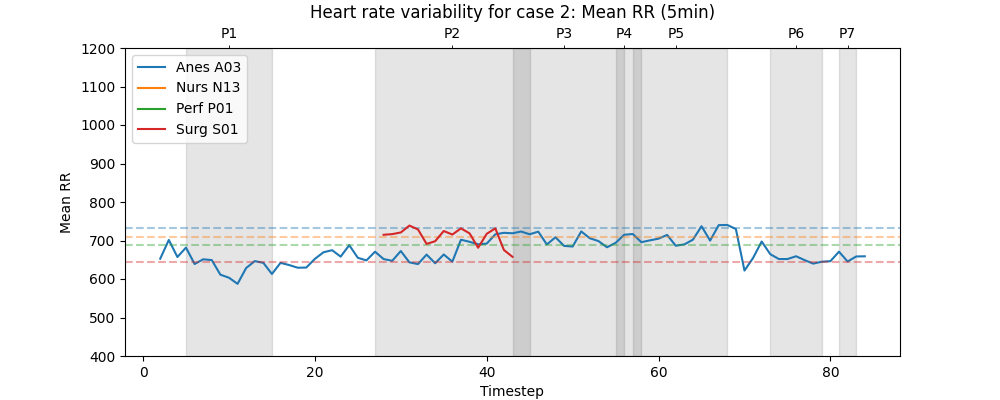 Heart rate variability for case 2: Mean RR (5min)
P1 P2 P3 P4 P5 P6 P7
1200
1100
1000
900
800
700
600
500
400
Mean RR
Anes A03
Nurs N13
Perf P01
Surg S01
0 20 40 60 80
Timestep